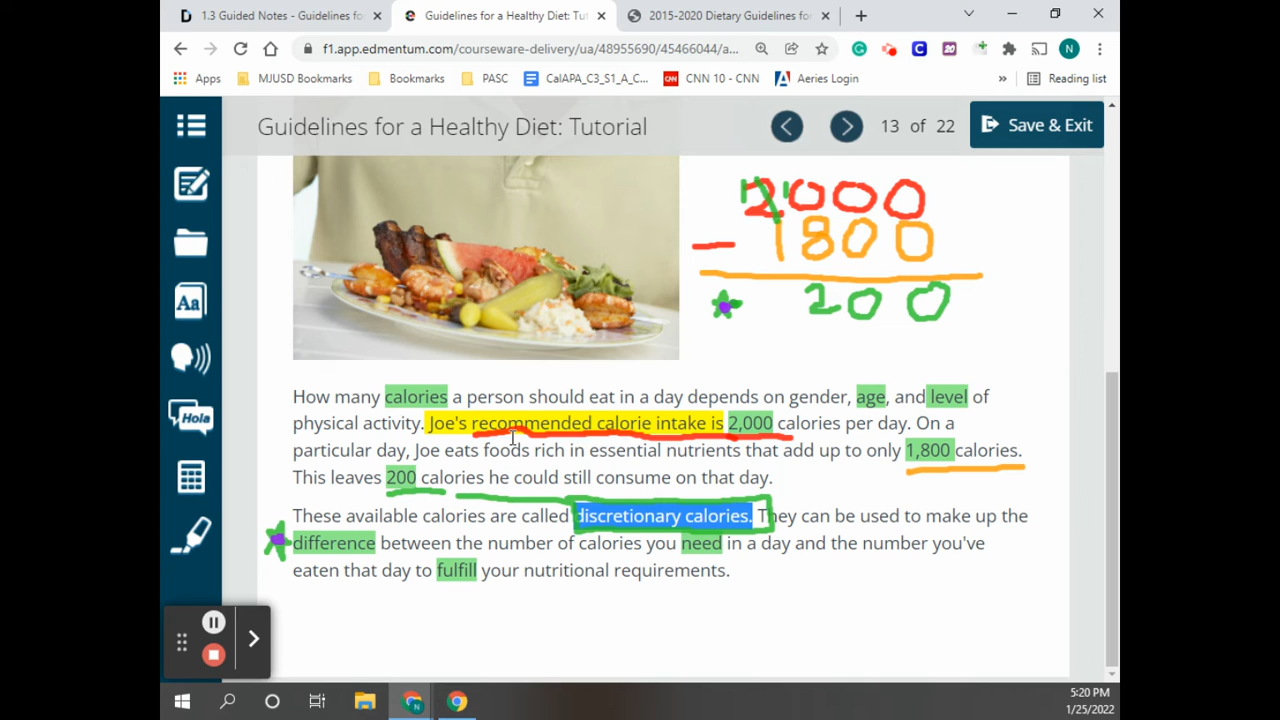 1.3 Guided Notes - Guidelines fo
Guidelines for a Healthy Diet: Tut
2015-2020 Dietary Guidelines fo
f1.app.edmentum.com/courseware-delivery/ua/48955690/45466044/a...
20
N
Apps
MJUSD Bookmarks
Bookmarks
PASC
CalAPA_C3_S1_A_C...
CNN 10 - CNN
Aeries Login
»
Reading list
Guidelines for a Healthy Diet: Tutorial
13 of 22
Save & Exit
Aa
Hola
2000
- 1800
200
How many calories a person should eat in a day depends on gender, age, and level of
physical activity. Joe's recommended calorie intake is 2,000 calories per day. On a
particular day, Joe eats foods rich in essential nutrients that add up to only 1,800 calories.
This leaves 200 calories he could still consume on that day.
These available calories are called discretionary calories. They can be used to make up the
difference between the number of calories you need in a day and the number you've
eaten that day to fulfill your nutritional requirements.
5:20 PM
1/25/2022